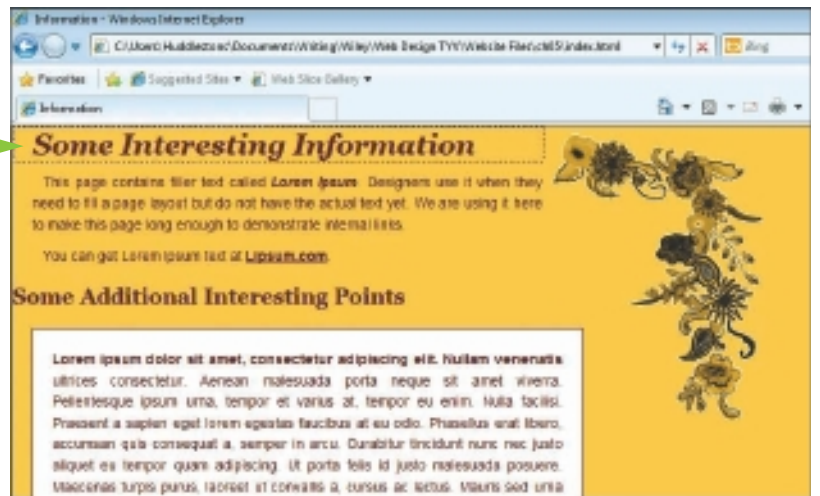 Information - Windows Internet Explorer
C:\Users\Huddleston\Documents\Writing\Wiley\Web Design TYV\Website Files\ch05\index.html
Bing
Favorites Suggested Sites Web Slice Gallery
Information
Some Interesting Information
This page contains filler text called Lorem Ipsum. Designers use it when they
need to fill a page layout but do not have the actual text yet. We are using it here
to make this page long enough to demonstrate internal links.
You can get Lorem Ipsum text at Lipsum.com.
Some Additional Interesting Points
Lorem ipsum dolor sit amet, consectetur adipiscing elit. Nullam venenatis
ultrices consectetur. Aenean malesuada porta neque sit amet viverra.
Pellentesque ipsum urna, tempor et varius at, tempor eu enim. Nulla facilisi.
Praesent a sapien eget lorem egestas faucibus at eu odio. Phasellus erat libero,
accumsan quis consequat a, semper in arcu. Curabitur tincidunt nunc nec justo
aliquet eu tempor quam adipiscing. Ut porta felis id justo malesuada posuere.
Maecenas turpis purus, laoreet ut convallis a, cursus ac lectus. Mauris sed urna